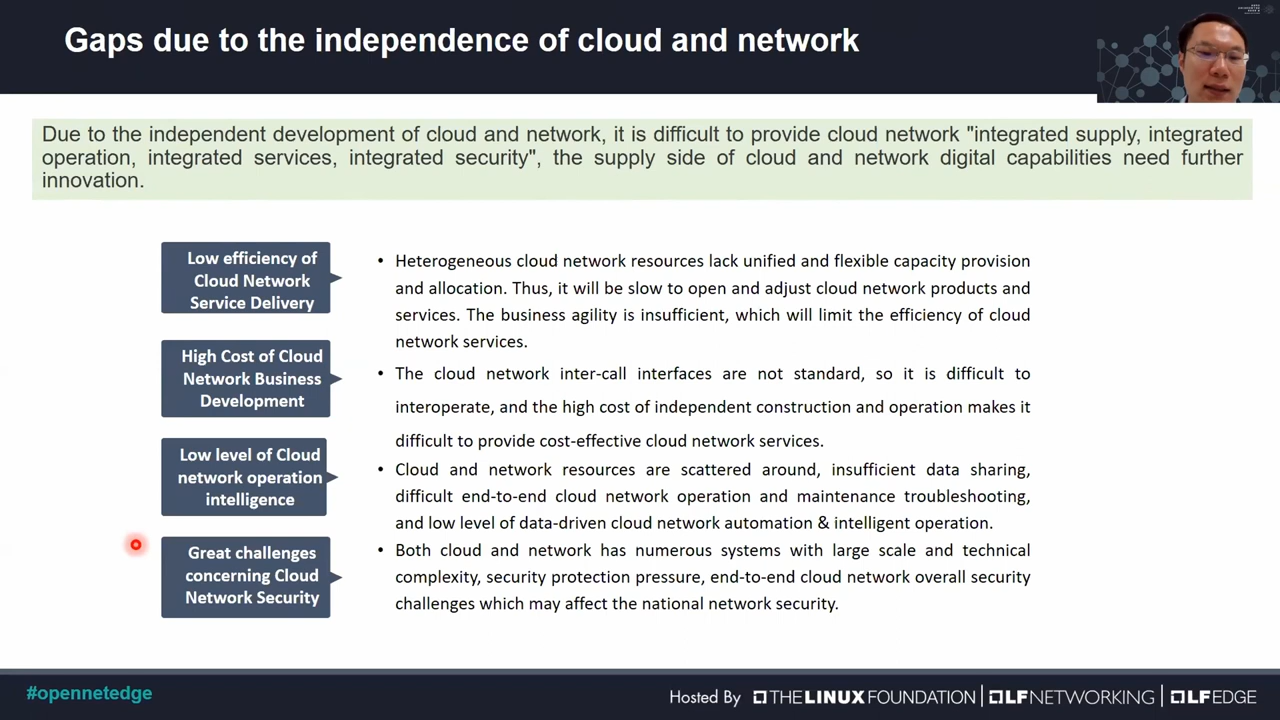 Gaps due to the independence of cloud and network
Due to the independent development of cloud and network, it is difficult to provide cloud network "integrated supply, integrated
operation, integrated services, integrated security", the supply side of cloud and network digital capabilities need further
innovation.
Low efficiency of
Cloud Network
Service Delivery
• Heterogeneous cloud network resources lack unified and flexible capacity provision
and allocation. Thus, it will be slow to open and adjust cloud network products and
services. The business agility is insufficient, which will limit the efficiency of cloud
network services.
High Cost of Cloud
Network Business
Development
• The cloud network inter-call interfaces are not standard, so it is difficult to
interoperate, and the high cost of independent construction and operation makes it
difficult to provide cost-effective cloud network services.
Low level of Cloud
network operation
intelligence
• Cloud and network resources are scattered around, insufficient data sharing,
difficult end-to-end cloud network operation and maintenance troubleshooting,
and low level of data-driven cloud network automation & intelligent operation.
Great challenges
concerning Cloud
Network Security
• Both cloud and network has numerous systems with large scale and technical
complexity, security protection pressure, end-to-end cloud network overall security
challenges which may affect the national network security.
#opennetedge
Hosted By THE LINUX FOUNDATION | LF NETWORKING | LF EDGE